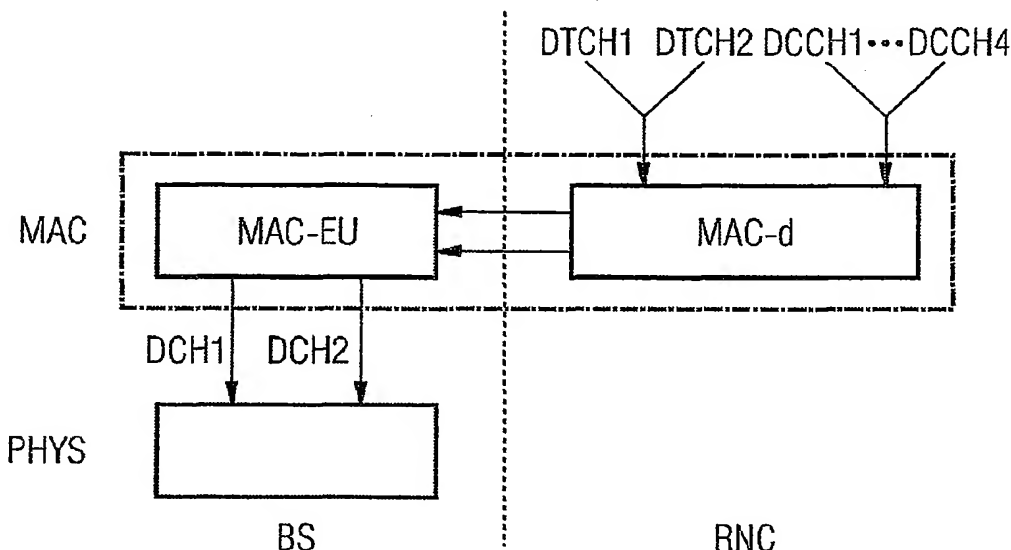 DTCH1 DTCH2 DCCH1•••DCCH4
MAC
MAC-EU
MAC-d
DCH1 DCH2
PHYS
BS
RNC